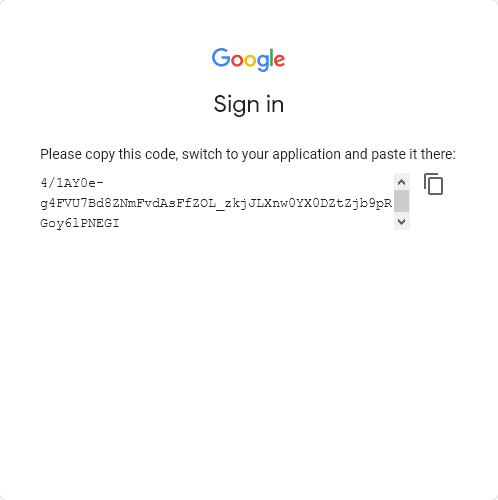 Google
Sign in
Please copy this code, switch to your application and paste it there:
4/1AY0e-
g4FVU7Bd8ZNmFvdAsFfZOL_zkjJLXnw0YX0DZtZjb9pR
Goy6lPNEGI